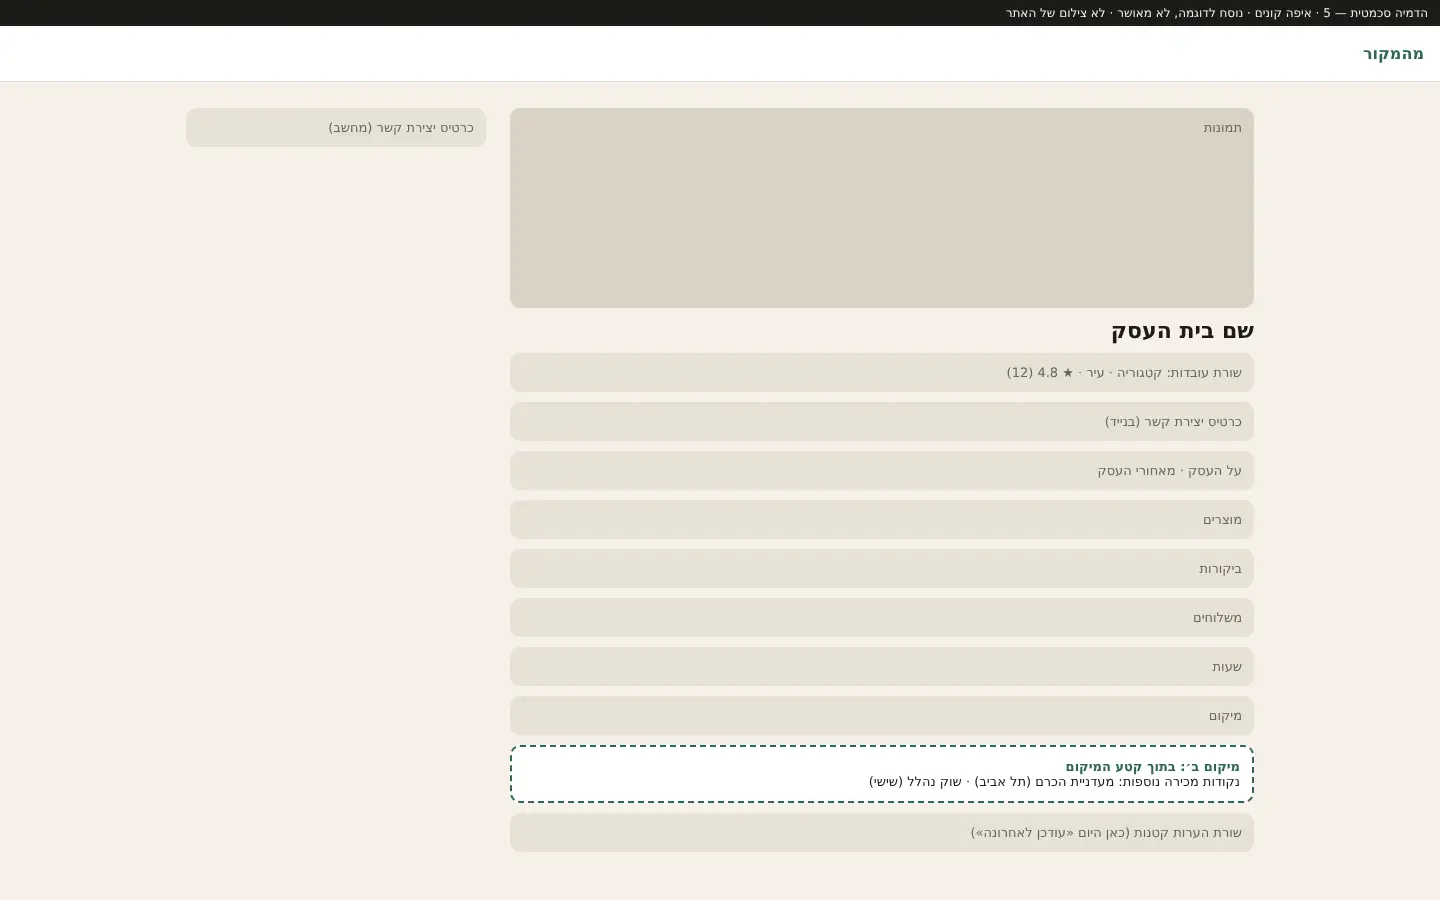 הדמיה סכמטית — 5 · איפה קונים · נוסח לדוגמה, לא מאושר · לא צילום של האתר
מהמקור
תמונות
כרטיס יצירת קשר (מחשב)
שם בית העסק
שורת עובדות: קטגוריה · עיר · ★ 4.8 (12)
כרטיס יצירת קשר (בנייד)
על העסק · מאחורי העסק
מוצרים
ביקורות
משלוחים
שעות
מיקום
מיקום ב׳: בתוך קטע המיקום
נקודות מכירה נוספות: מעדניית הכרם (תל אביב) · שוק נהלל (שישי)
שורת הערות קטנות (כאן היום «עודכן לאחרונה»)